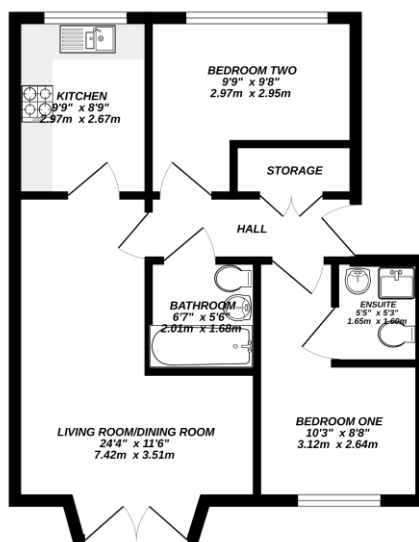 KITCHEN
9'9" x 8'9"
2.97m x 2.67m
BEDROOM TWO
9'9" x 9'8"
2.97m x 2.95m
STORAGE
HALL
BATHROOM
6'7" x 5'6"
2.01m x 1.68m
ENSUITE
5'5" x 5'3"
1.65m x 1.60m
LIVING ROOM/DINING ROOM
24'4" x 11'6"
7.42m x 3.51m
BEDROOM ONE
10'3" x 8'8"
3.12m x 2.64m